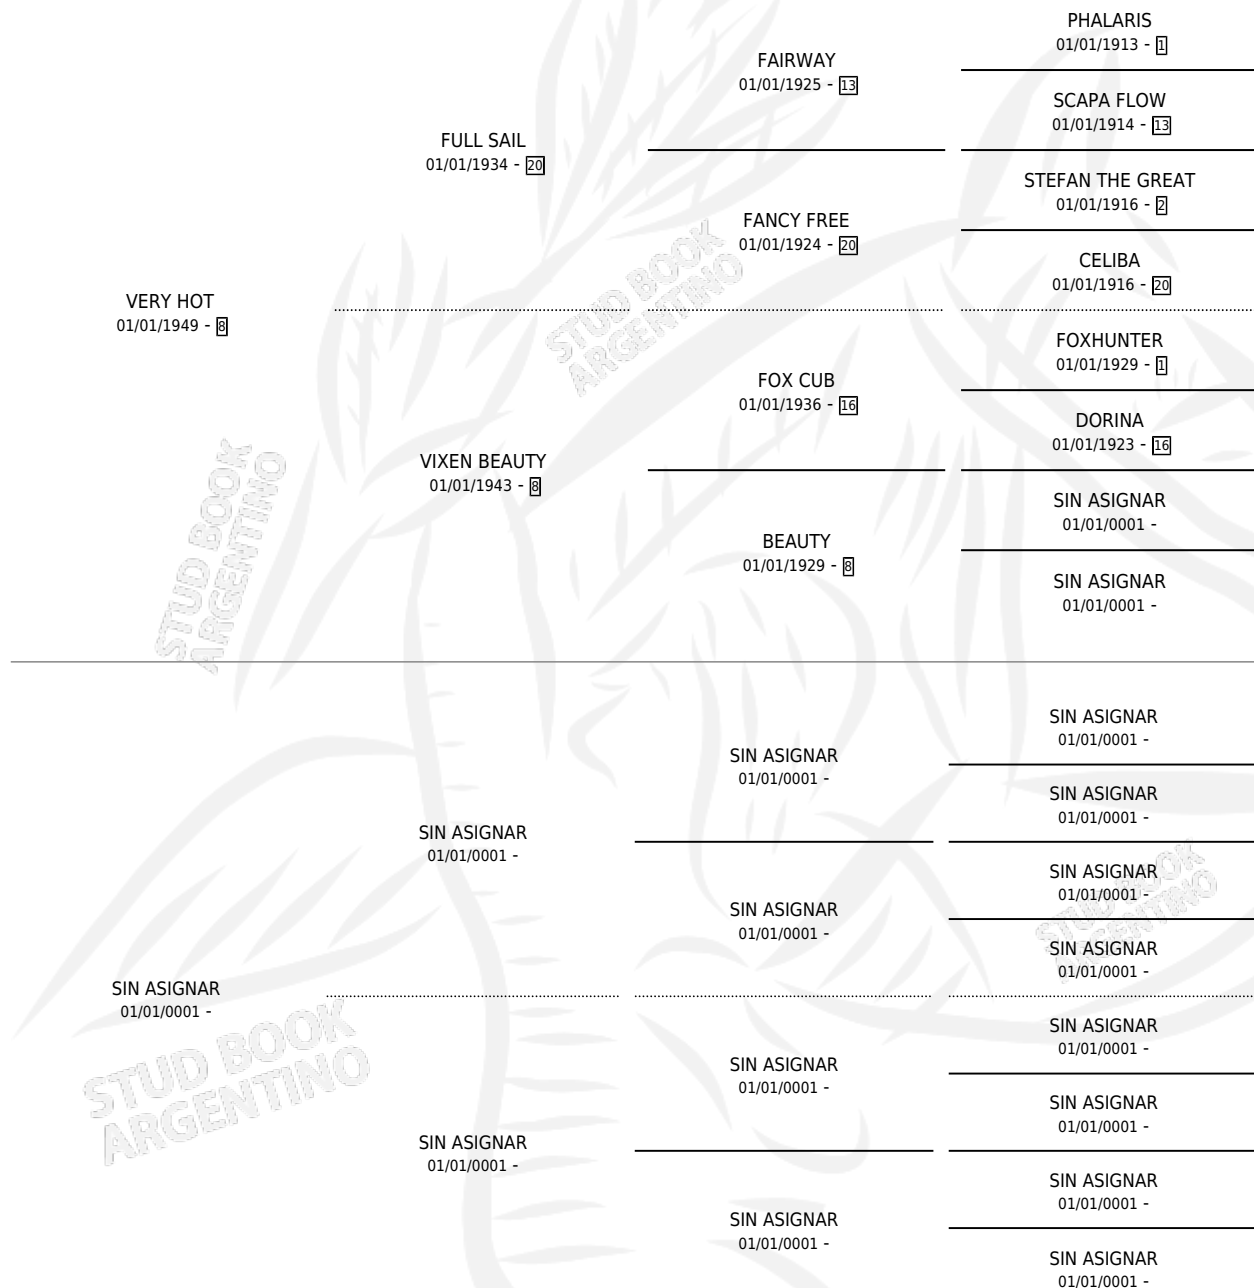 PHALARIS
01/01/1913 - 1
FAIRWAY
01/01/1925 - 13
SCAPA FLOW
01/01/1914 - 13
FULL SAIL
01/01/1934 - 20
STEFAN THE GREAT
01/01/1916 - 2
FANCY FREE
01/01/1924 - 20
CELIBA
01/01/1916 - 20
VERY HOT
01/01/1949 - 8
STUD BOOK
ARGENTINO
FOXHUNTER
01/01/1929 - 1
FOX CUB
01/01/1936 - 16
DORINA
01/01/1923 - 16
VIXEN BEAUTY
01/01/1943 - 8
SIN ASIGNAR
01/01/0001 -
BEAUTY
01/01/1929 - 8
SIN ASIGNAR
01/01/0001 -
STUD BOOK
ARGENTINO
SIN ASIGNAR
01/01/0001 -
SIN ASIGNAR
01/01/0001 -
SIN ASIGNAR
01/01/0001 -
SIN ASIGNAR
01/01/0001 -
SIN ASIGNAR
01/01/0001 -
SIN ASIGNAR
01/01/0001 -
SIN ASIGNAR
01/01/0001 -
STUD BOOK
ARGENTINO
SIN ASIGNAR
01/01/0001 -
SIN ASIGNAR
01/01/0001 -
SIN ASIGNAR
01/01/0001 -
SIN ASIGNAR
01/01/0001 -
STUD BOOK
ARGENTINO
SIN ASIGNAR
01/01/0001 -
SIN ASIGNAR
01/01/0001 -
SIN ASIGNAR
01/01/0001 -
SIN ASIGNAR
01/01/0001 -